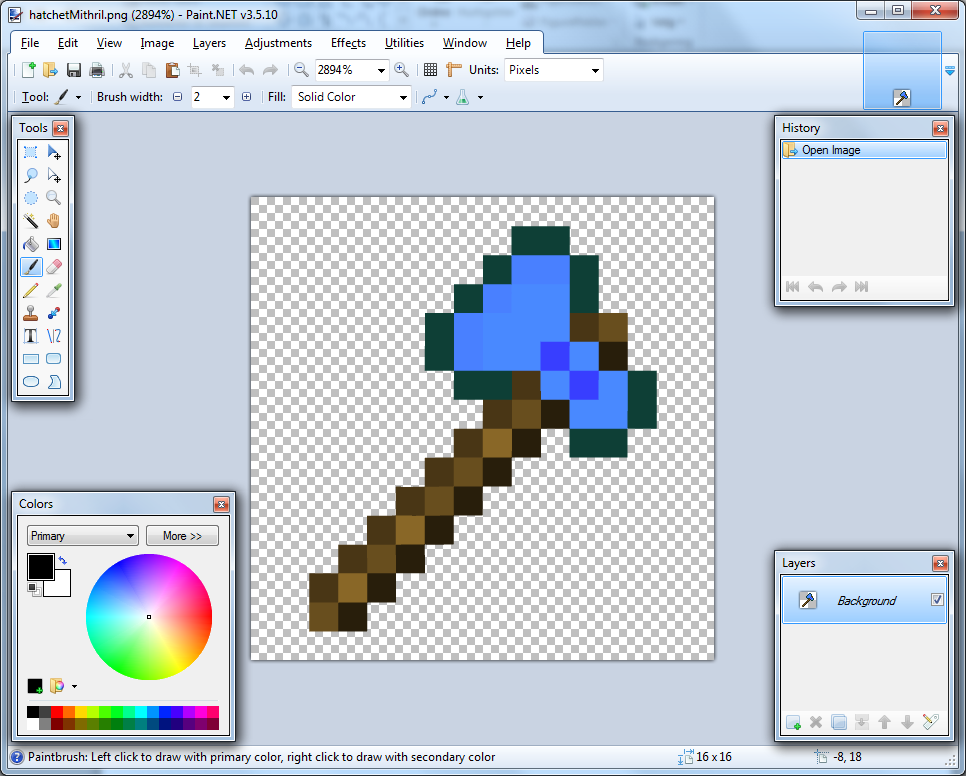 hatchetMithril.png (2894%) - Paint.NET v3.5.10
File Edit View Image Layers Adjustments Effects Utilities Window Help
2894% Units: Pixels
Tool: Brush width: 2 Fill: Solid Color
Tools
History
Open Image
Colors
Primary More >>
Layers
Background
Paintbrush: Left click to draw with primary color, right click to draw with secondary color 16 x 16 -8, 18